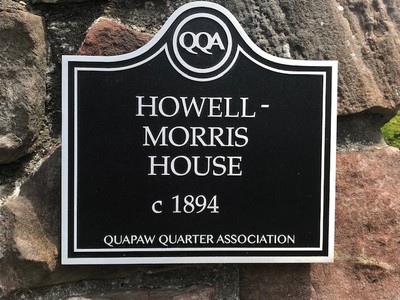 QQA
HOWELL-
MORRIS
HOUSE
c 1894
QUAPAW QUARTER ASSOCIATION